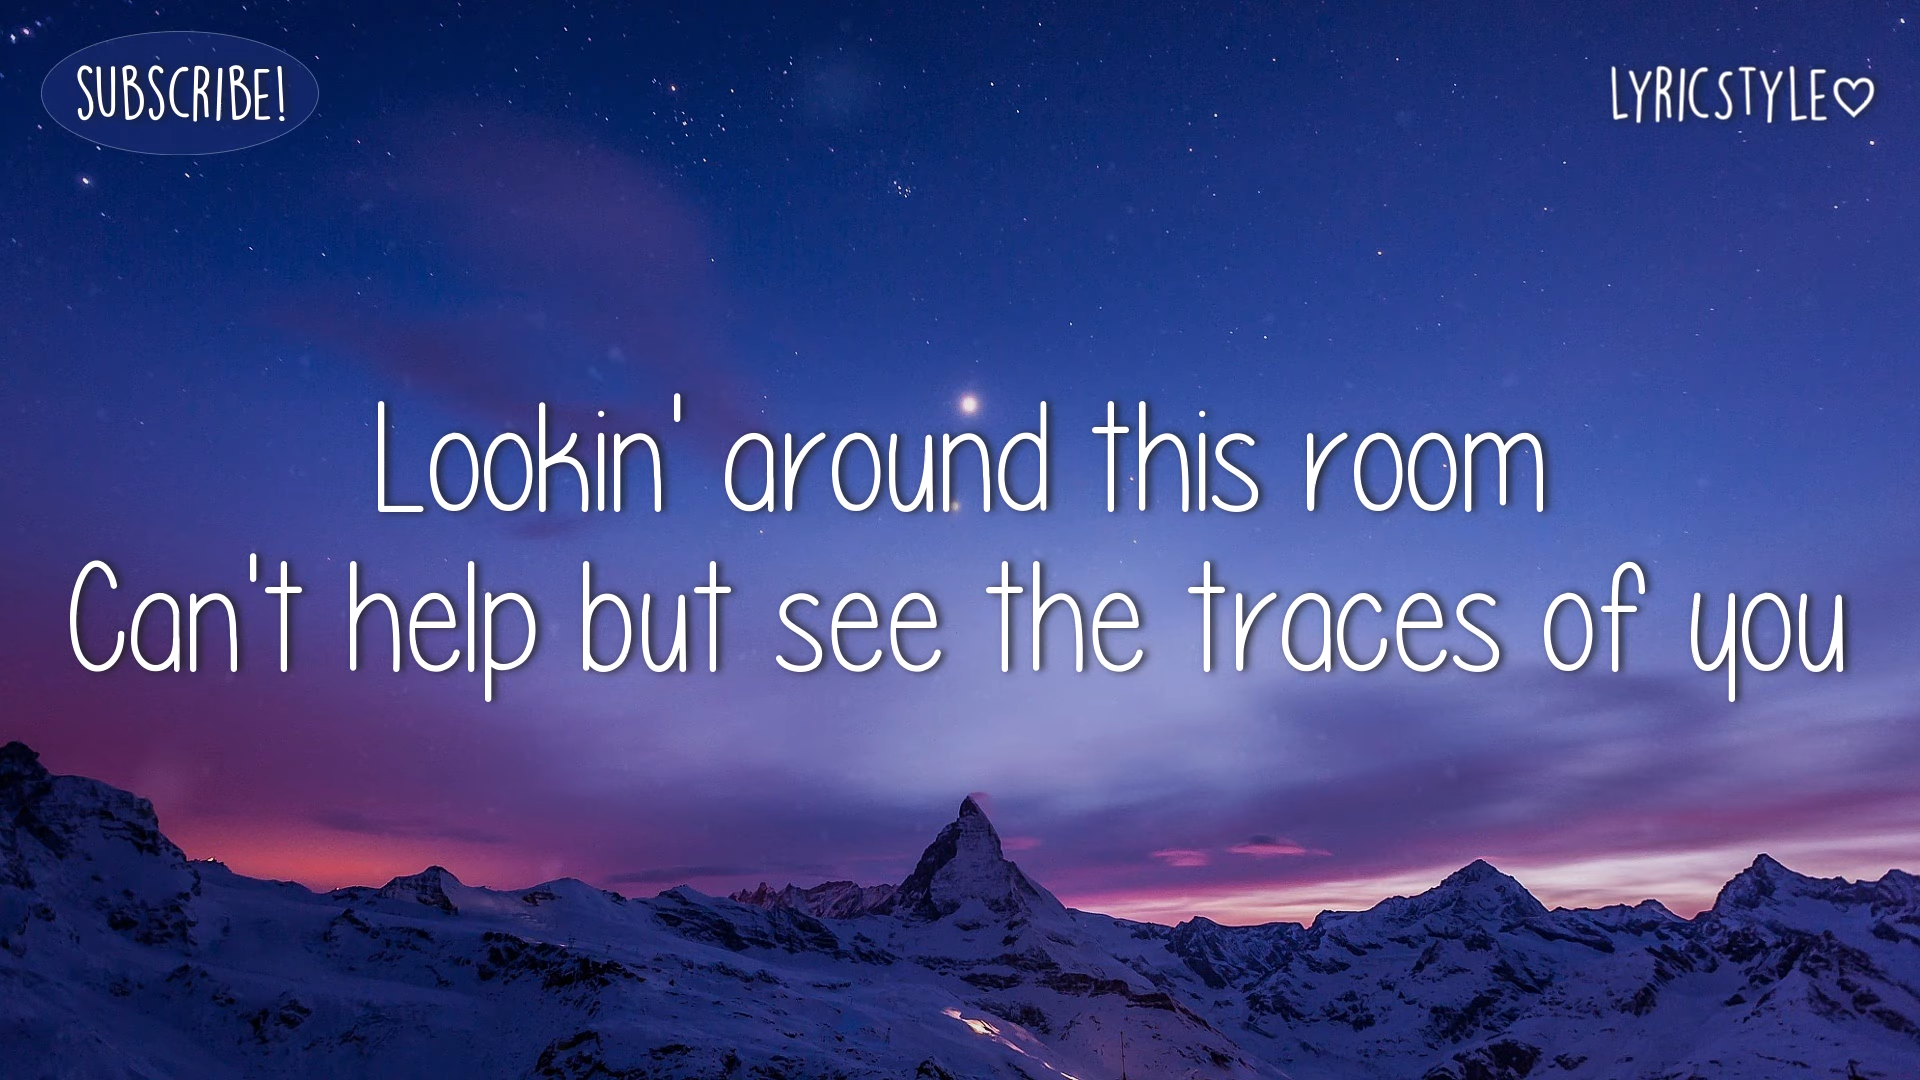 SUBSCRIBE!
LYRICSTYLE♡
Lookin' around this room
Can't help but see the traces of you